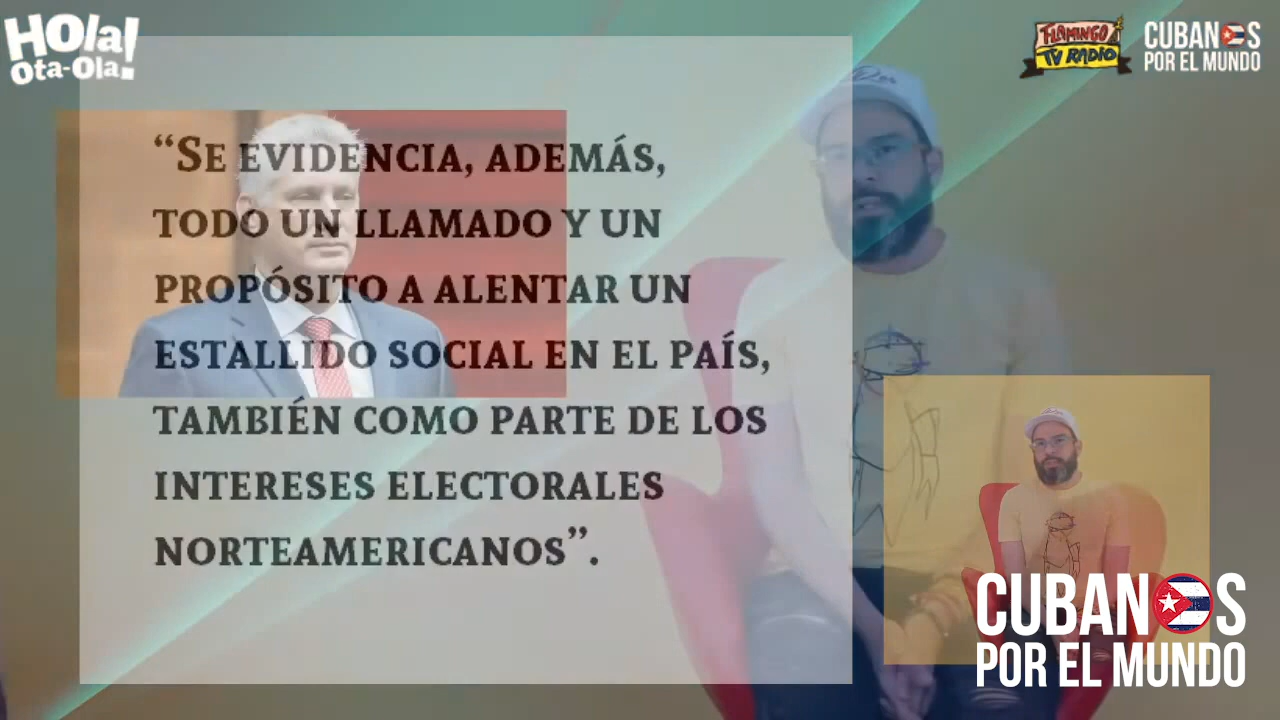 Hola!
Ota-Ola!
FLAMINGO
TV RADIO
CUBANOS
POR EL MUNDO
“SE EVIDENCIA, ADEMÁS,
TODO UN LLAMADO Y UN
PROPÓSITO A ALENTAR UN
ESTALLIDO SOCIAL EN EL PAÍS,
TAMBIÉN COMO PARTE DE LOS
INTERESES ELECTORALES
NORTEAMERICANOS”.
CUBANOS
POR EL MUNDO